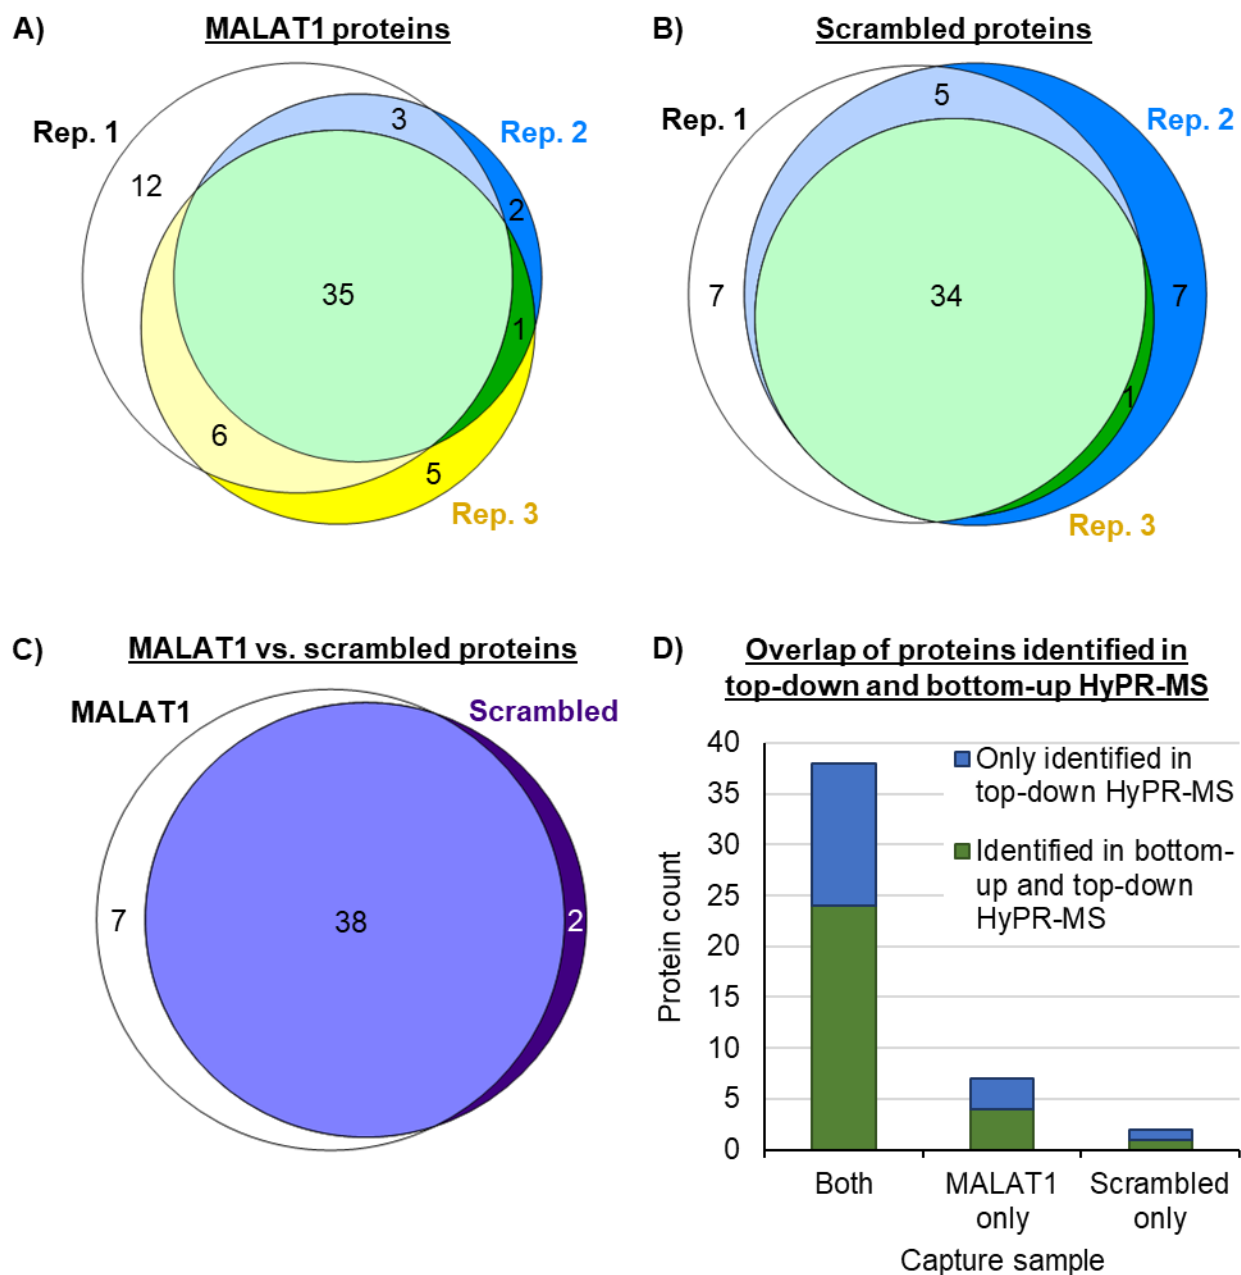 A)
MALAT1 proteins
Rep. 1
3
Rep. 2
12
2
35
1
6
5
Rep. 3
B)
Scrambled proteins
Rep. 1
5
Rep. 2
7
34
7
1
Rep. 3
C)
MALAT1 vs. scrambled proteins
MALAT1
Scrambled
7
38
2
D)
Overlap of proteins identified in
top-down and bottom-up HyPR-MS
40
35
30
25
20
15
10
5
0
Protein count
Only identified in
top-down HyPR-MS
Identified in bottom-
up and top-down
HyPR-MS
Both
MALAT1
only
Scrambled
only
Capture sample